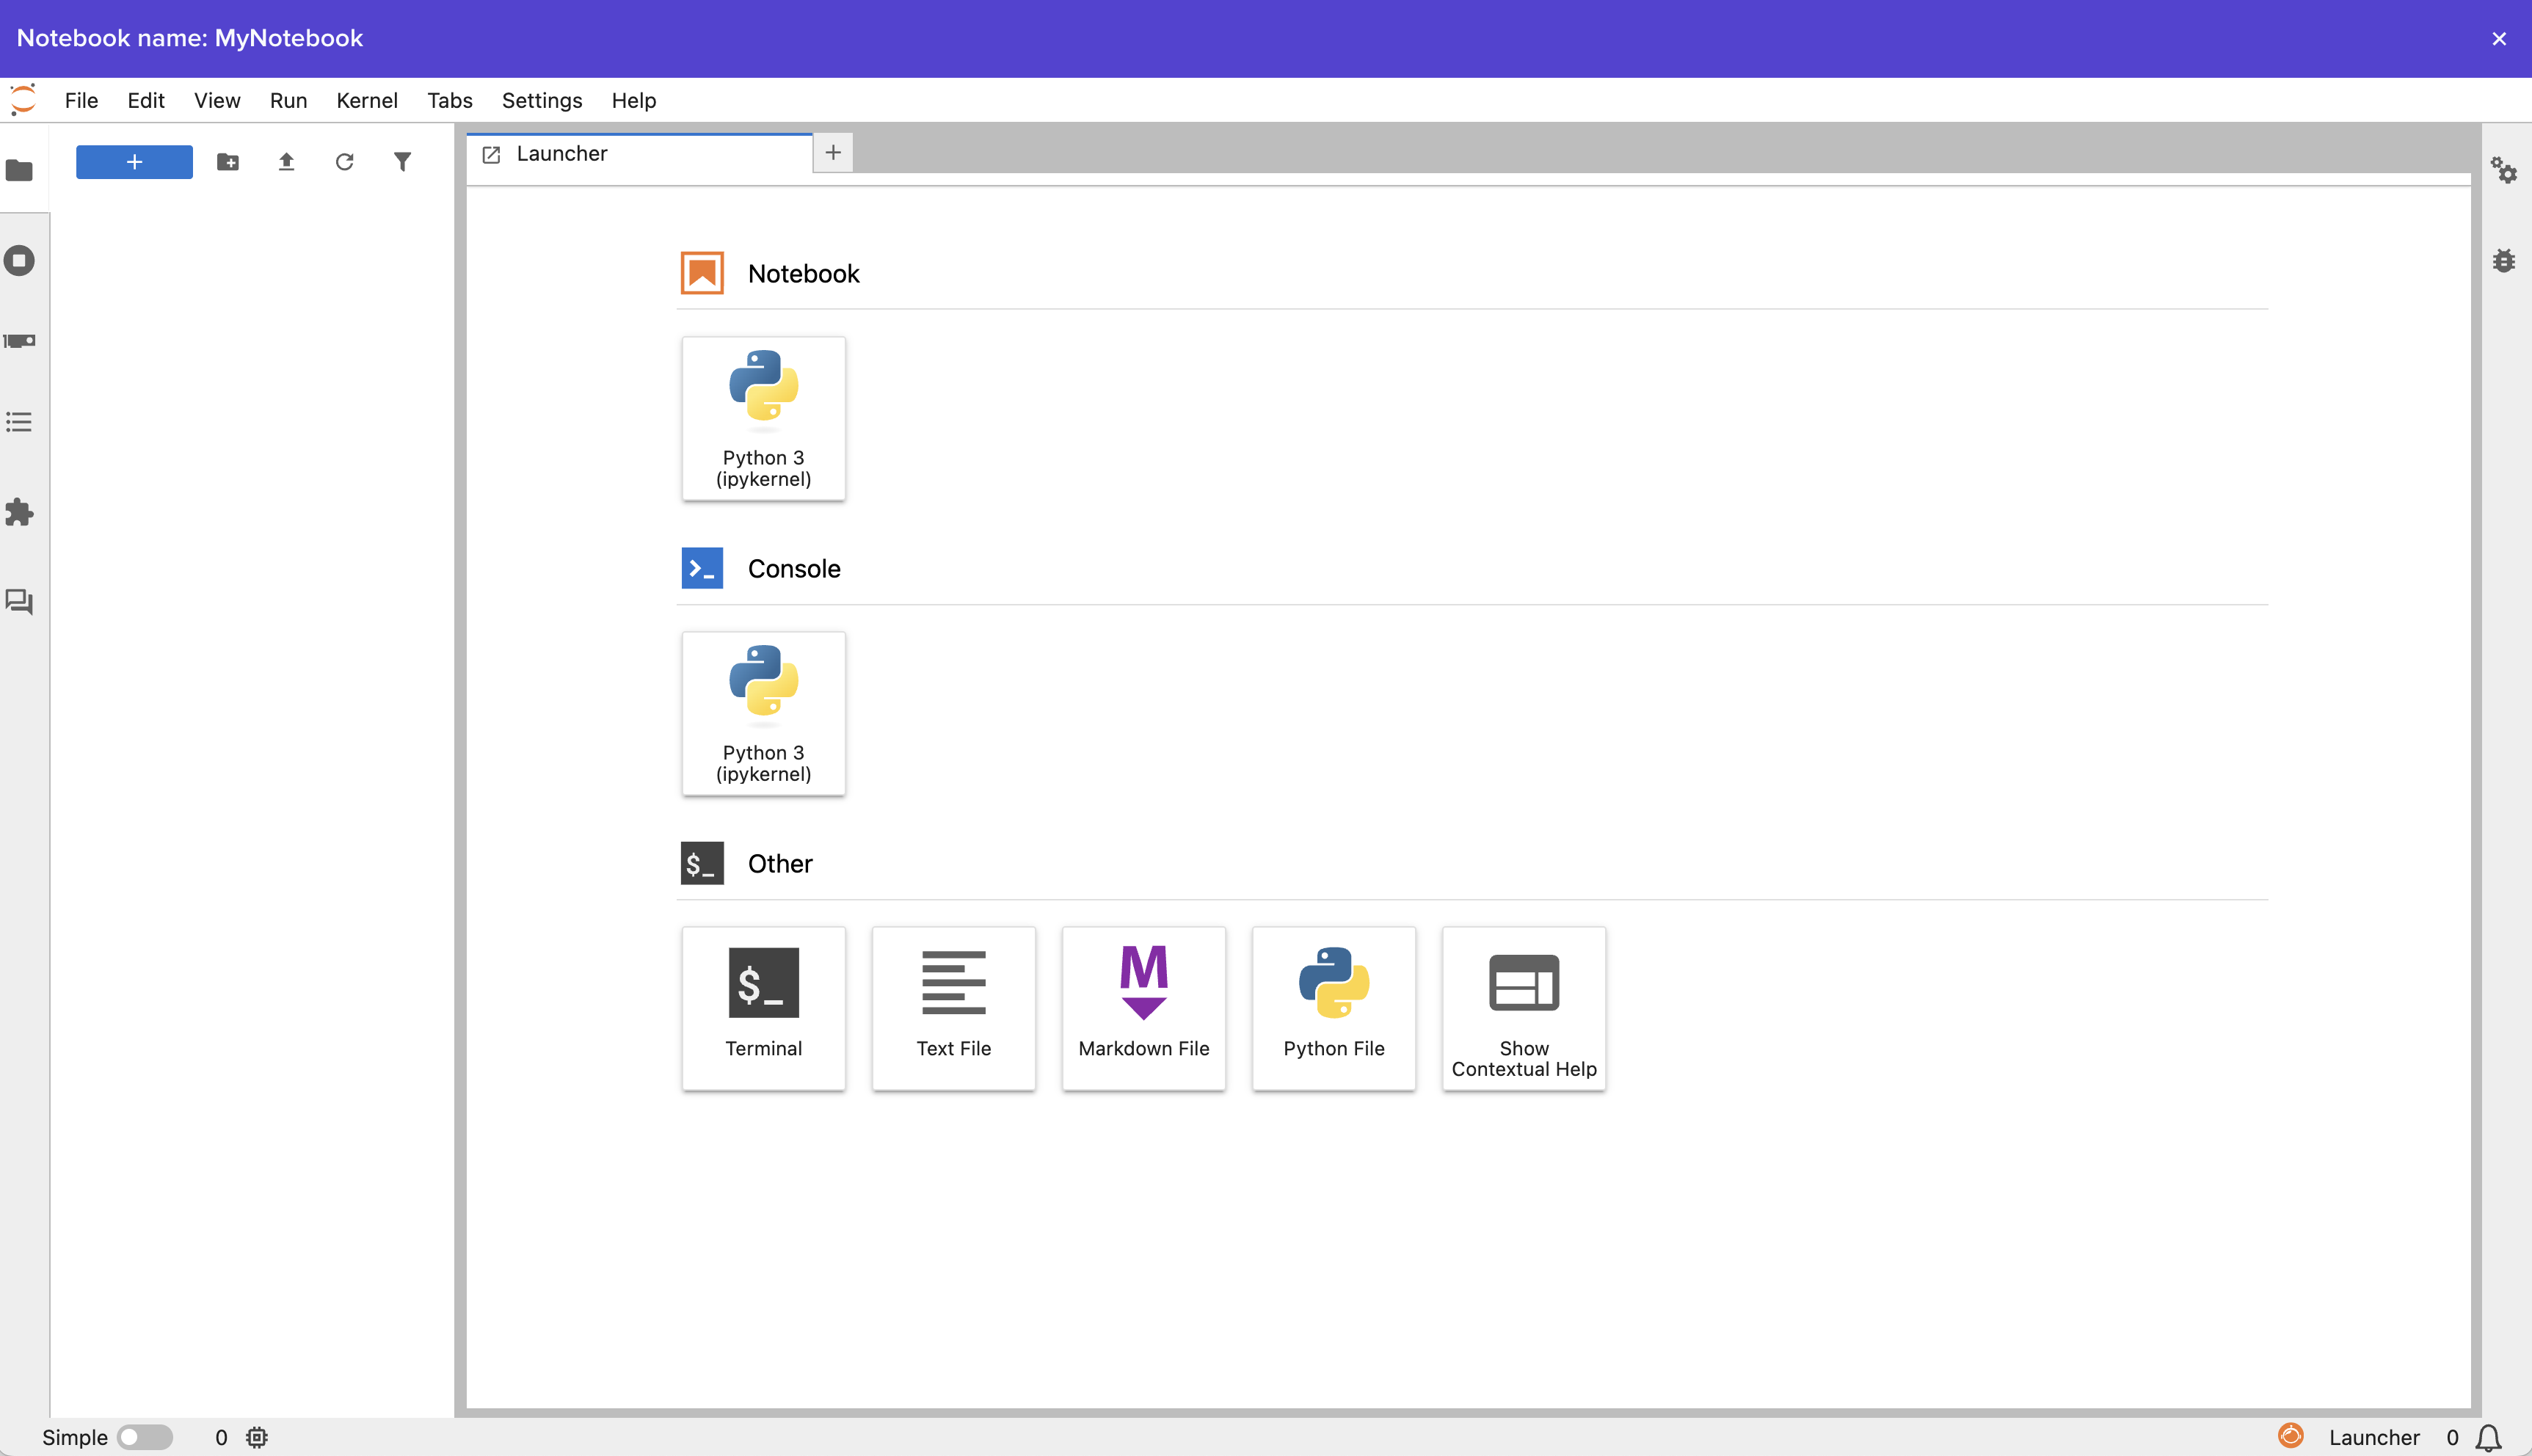 Notebook name: MyNotebook
File Edit View Run Kernel Tabs Settings Help
Launcher
Notebook
Python 3
(ipykernel)
Console
Python 3
(ipykernel)
$_ Other
$_
Terminal
Text File
M
Markdown File
Python File
Show
Contextual Help
Simple 0 Launcher 0